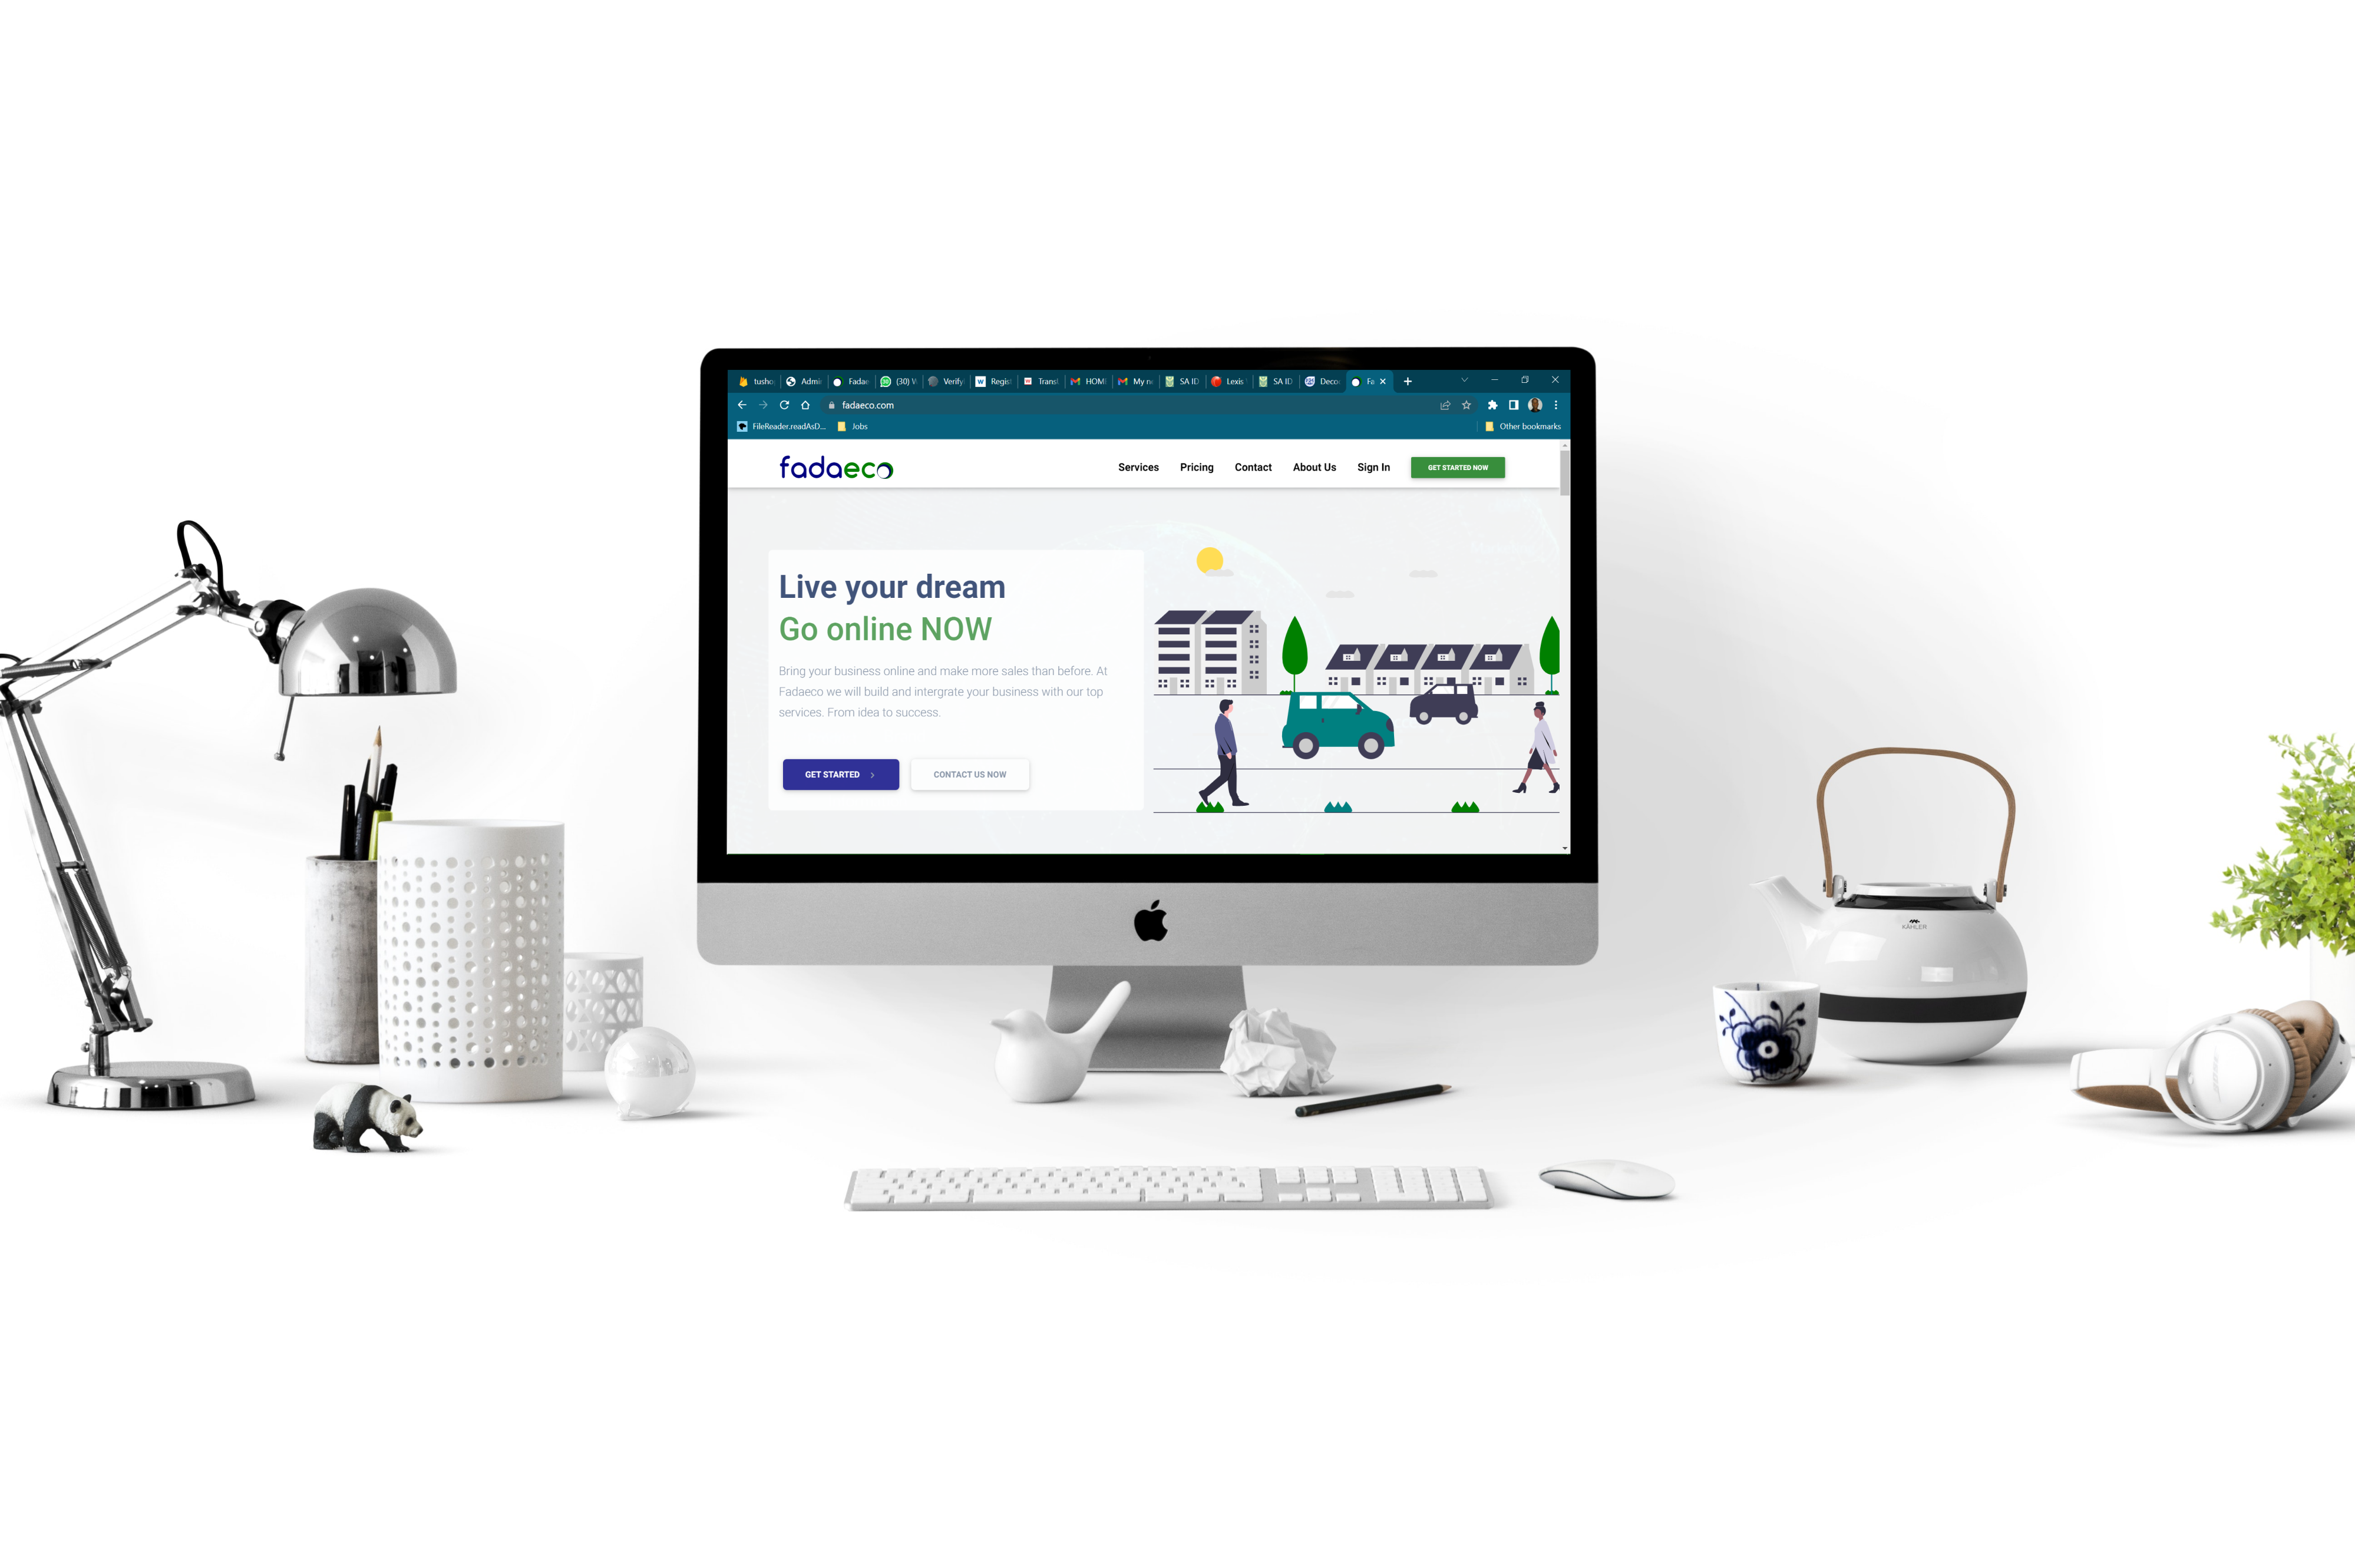 tusho Admi Fadae (30) V Verify Regist Transl HOMI My n SA ID Lexis SA ID Deco Fa
fadaeco.com
FileReader.readAsD... Jobs Other bookmarks
fadaeco Services Pricing Contact About Us Sign In GET STARTED NOW
Live your dream
Go online NOW
Bring your business online and make more sales than before. At
Fadaeco we will build and intergrate your business with our top
services. From idea to success.
GET STARTED CONTACT US NOW
KÄHLER